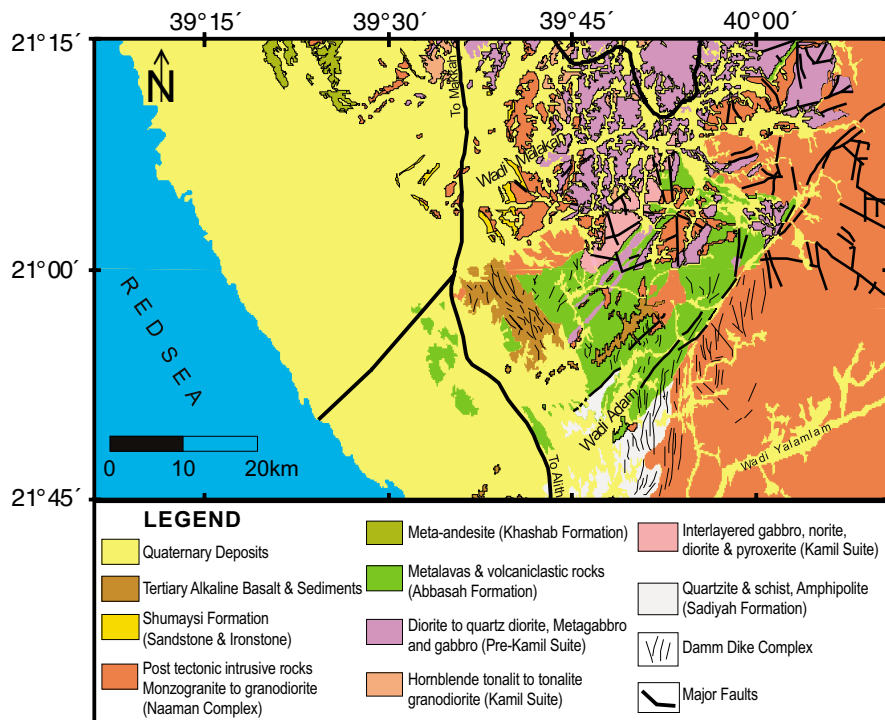 39°15´ 39°30´ 39°45´ 40°00´
21°15´
N
To Makkah
Wadi Malakan
21°00´
RED SEA
Wadi Adam
Wadi Yalamlam
0 10 20km
To Alith
21°45´
LEGEND
Quaternary Deposits
Tertiary Alkaline Basalt & Sediments
Shumaysi Formation
(Sandstone & Ironstone)
Post tectonic intrusive rocks
Monzogranite to granodiorite
(Naaman Complex)
Meta-andesite (Khashab Formation)
Metalavas & volcaniclastic rocks
(Abbasah Formation)
Diorite to quartz diorite, Metagabbro
and gabbro (Pre-Kamil Suite)
Hornblende tonalit to tonalite
granodiorite (Kamil Suite)
Interlayered gabbro, norite,
diorite & pyroxerite (Kamil Suite)
Quartzite & schist, Amphipolite
(Sadiyah Formation)
Damm Dike Complex
Major Faults